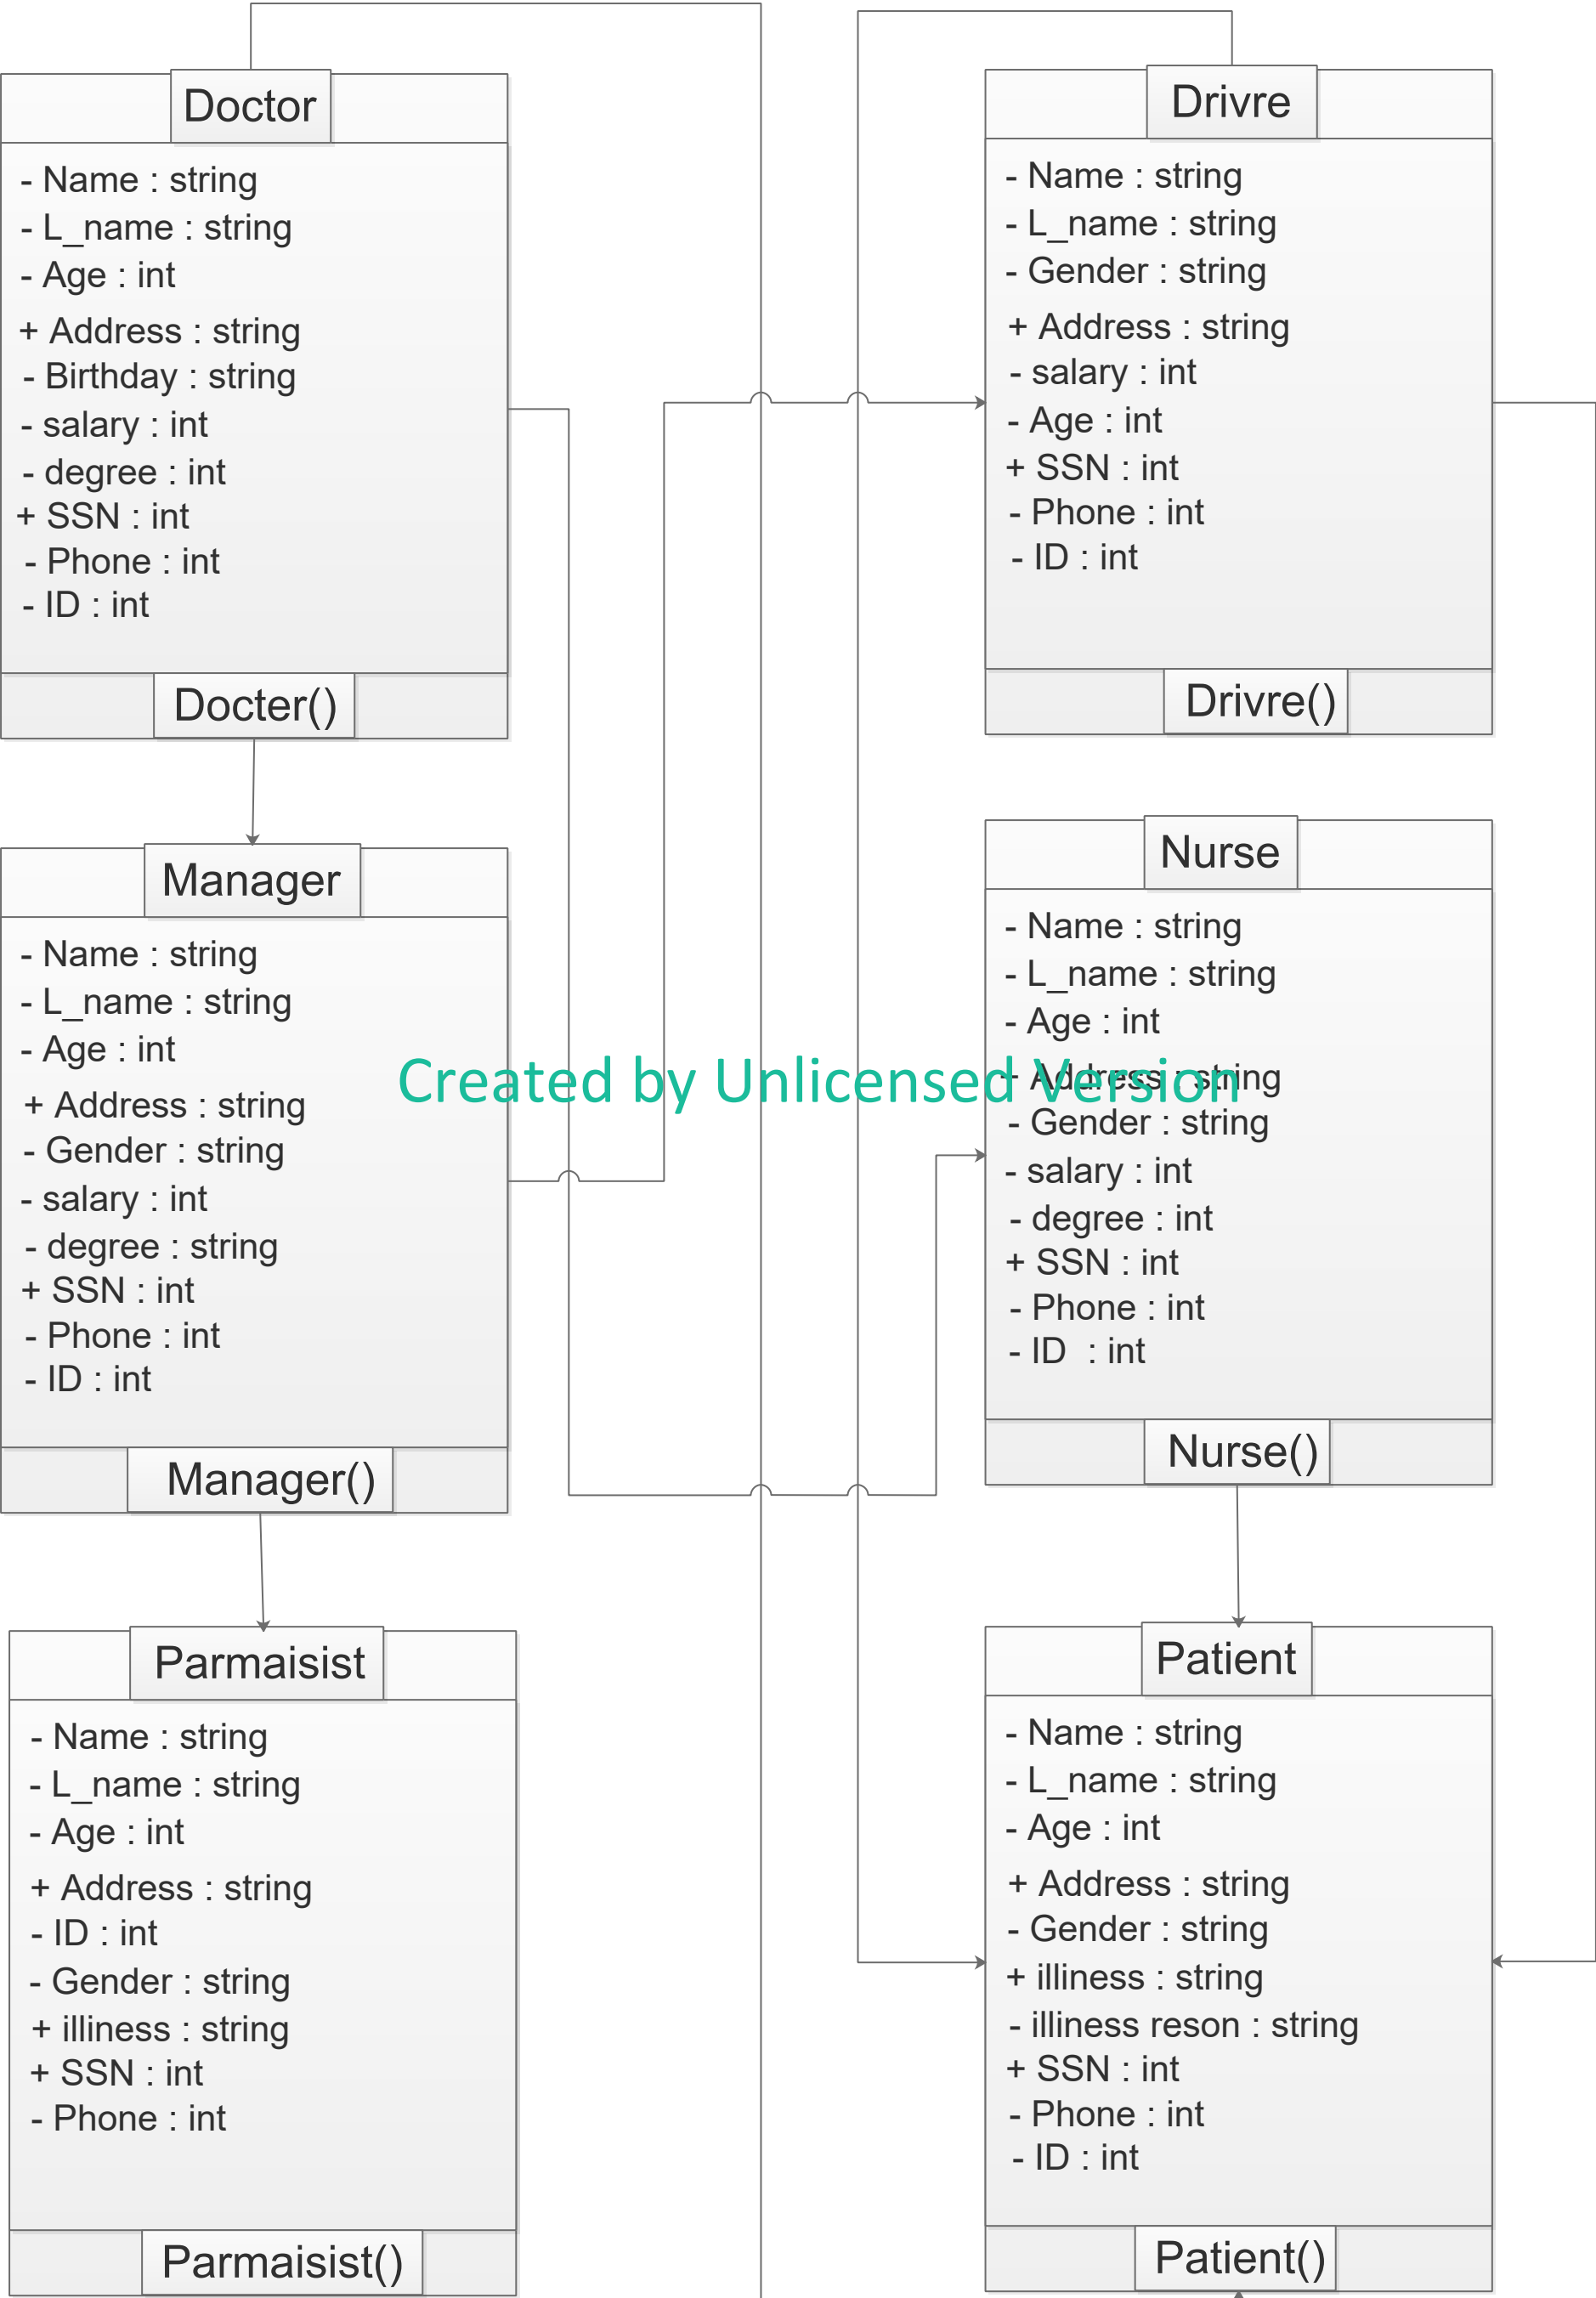 Doctor
- Name : string
- L_name : string
- Age : int
+ Address : string
- Birthday : string
- salary : int
- degree : int
+ SSN : int
- Phone : int
- ID : int
Docter()
Drivre
- Name : string
- L_name : string
- Gender : string
+ Address : string
- salary : int
- Age : int
+ SSN : int
- Phone : int
- ID : int
Drivre()
Manager
- Name : string
- L_name : string
- Age : int
+ Address : string
- Gender : string
- salary : int
- degree : string
+ SSN : int
- Phone : int
- ID : int
Manager()
Nurse
- Name : string
- L_name : string
- Age : int
+ Address : string
- Gender : string
- salary : int
- degree : int
+ SSN : int
- Phone : int
- ID : int
Nurse()
Created by Unlicensed Version
Parmaisist
- Name : string
- L_name : string
- Age : int
+ Address : string
- ID : int
- Gender : string
+ illiness : string
+ SSN : int
- Phone : int
Parmaisist()
Patient
- Name : string
- L_name : string
- Age : int
+ Address : string
- Gender : string
+ illiness : string
- illiness reson : string
+ SSN : int
- Phone : int
- ID : int
Patient()